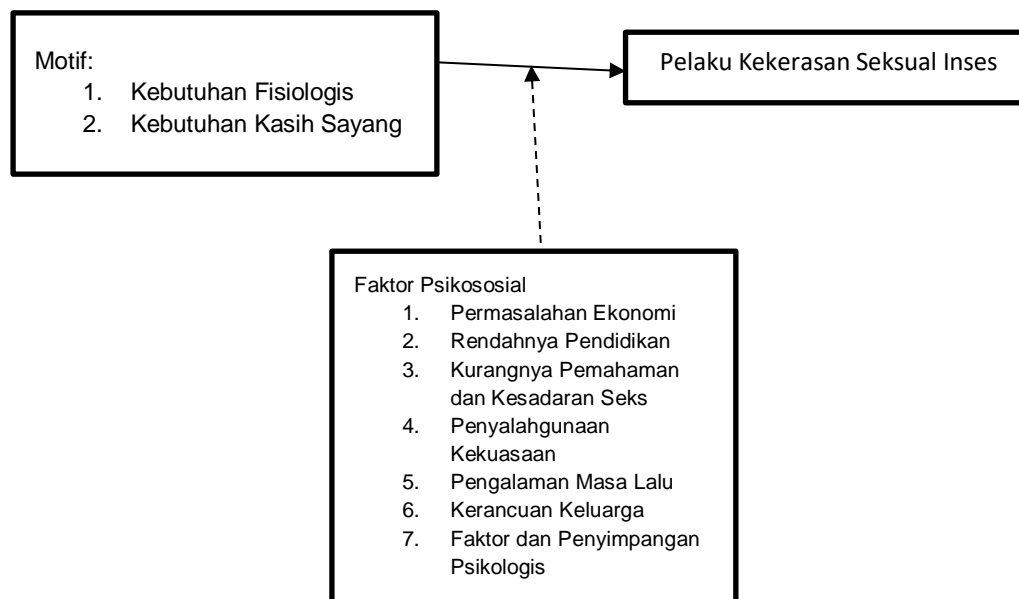 Motif:
1. Kebutuhan Fisiologis
2. Kebutuhan Kasih Sayang
Pelaku Kekerasan Seksual Inses
Faktor Psikososial
1. Permasalahan Ekonomi
2. Rendahnya Pendidikan
3. Kurangnya Pemahaman
dan Kesadaran Seks
4. Penyalahgunaan
Kekuasaan
5. Pengalaman Masa Lalu
6. Kerancuan Keluarga
7. Faktor dan Penyimpangan
Psikologis